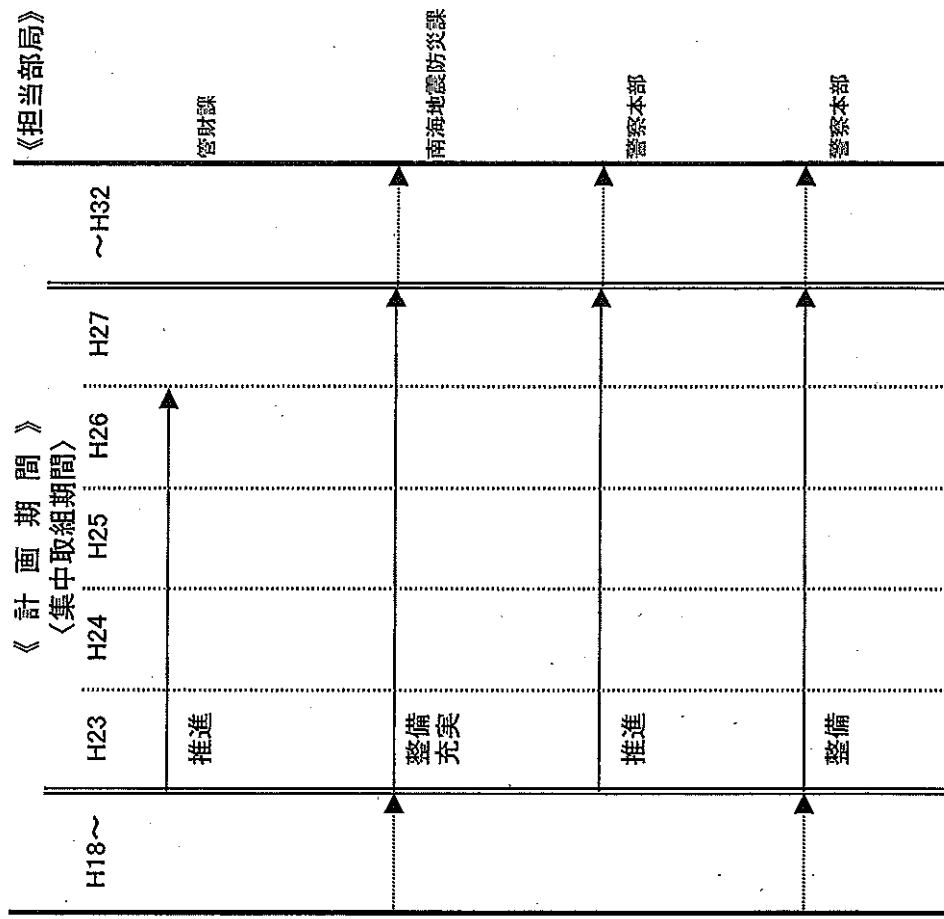 《 計 画 期 間 》
〈集中取組期間〉
《担当部局》
H18～
H23
H24
H25
H26
H27
～H32
推進
管財課
整備
充実
南海地震防災課
推進
警察本部
整備
警察本部